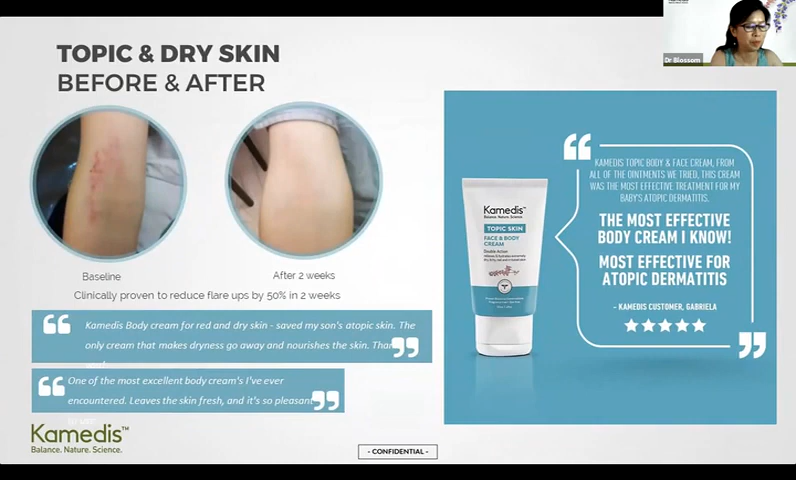 Dr Blossom
TOPIC & DRY SKIN
BEFORE & AFTER
Baseline
After 2 weeks
Clinically proven to reduce flare ups by 50% in 2 weeks
Kamedis Body cream for red and dry skin - saved my son's atopic skin. The
only cream that makes dryness go away and nourishes the skin.
One of the most excellent body cream's I've ever
encountered. Leaves the skin fresh, and it's so pleasant
Kamedis™
Balance. Nature. Science.
- CONFIDENTIAL -
Kamedis™
Balance. Nature. Science.
TOPIC SKIN
FACE & BODY
CREAM
Double Action
KAMEDIS TOPIC BODY & FACE CREAM, FROM
ALL OF THE OINTMENTS WE TRIED, THIS CREAM
WAS THE MOST EFFECTIVE TREATMENT FOR MY
BABY'S ATOPIC DERMATITIS.
THE MOST EFFECTIVE
BODY CREAM I KNOW!
MOST EFFECTIVE FOR
ATOPIC DERMATITIS
- KAMEDIS CUSTOMER, GABRIELA